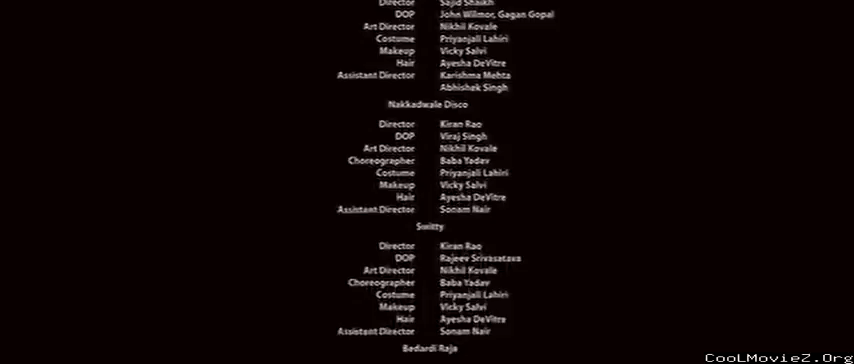 Director Sajid Shaikh
DOP John Wilmor, Gagan Gopal
Art Director Nikhil Kovale
Costume Priyanjali Lahiri
Makeup Vicky Salvi
Hair Ayesha DeVitre
Assistant Director Karishma Mehta
Abhishek Singh
Nakkadwale Disco
Director Kiran Rao
DOP Viraj Singh
Art Director Nikhil Kovale
Choreographer Baba Yadav
Costume Priyanjali Lahiri
Makeup Vicky Salvi
Hair Ayesha DeVitre
Assistant Director Sonam Nair
Switty
Director Kiran Rao
DOP Rajeev Srivasatava
Art Director Nikhil Kovale
Choreographer Baba Yadav
Costume Priyanjali Lahiri
Makeup Vicky Salvi
Hair Ayesha DeVitre
Assistant Director Sonam Nair
Bedardi Raja
CooLMovieZ.Org